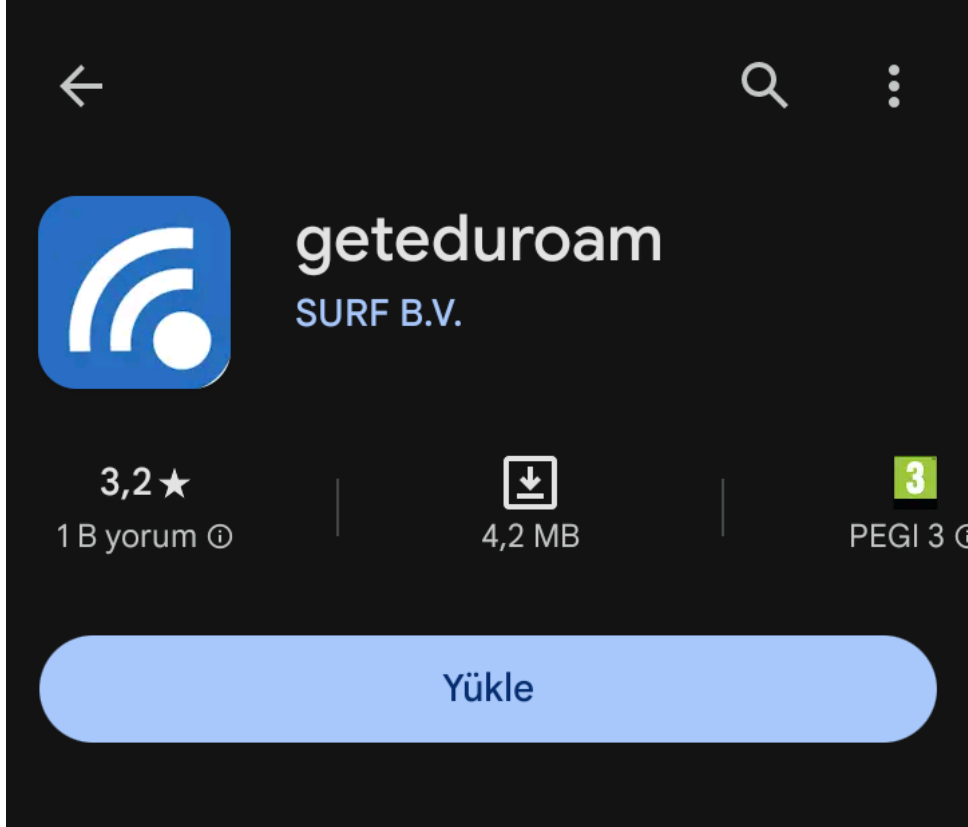 geteduroam
SURF B.V.
3,2★
1 B yorum
4,2 MB
3
PEGI 3
Yükle